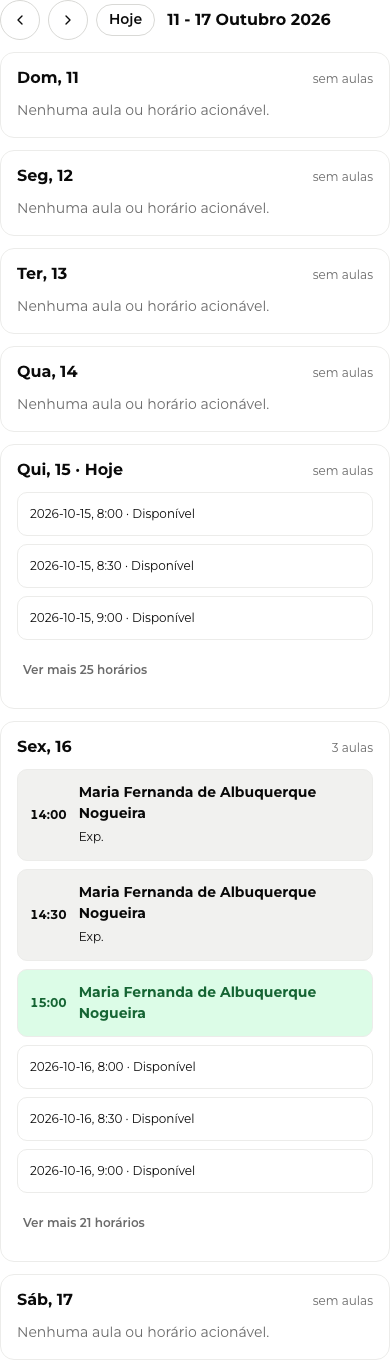 Hoje 11 - 17 Outubro 2026
Dom, 11 sem aulas
Nenhuma aula ou horário acionável.
Seg, 12 sem aulas
Nenhuma aula ou horário acionável.
Ter, 13 sem aulas
Nenhuma aula ou horário acionável.
Qua, 14 sem aulas
Nenhuma aula ou horário acionável.
Qui, 15 · Hoje sem aulas
2026-10-15, 8:00 · Disponível
2026-10-15, 8:30 · Disponível
2026-10-15, 9:00 · Disponível
Ver mais 25 horários
Sex, 16 3 aulas
14:00 Maria Fernanda de Albuquerque
Nogueira
Exp.
14:30 Maria Fernanda de Albuquerque
Nogueira
Exp.
15:00 Maria Fernanda de Albuquerque
Nogueira
2026-10-16, 8:00 · Disponível
2026-10-16, 8:30 · Disponível
2026-10-16, 9:00 · Disponível
Ver mais 21 horários
Sáb, 17 sem aulas
Nenhuma aula ou horário acionável.